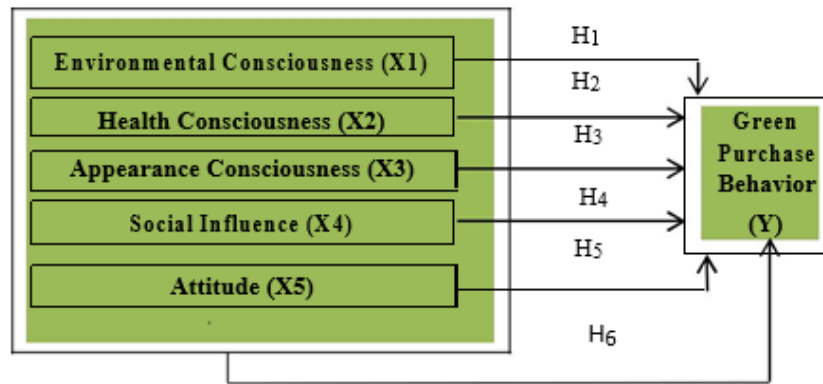 Environmental Consciousness (X1)
Health Consciousness (X2)
Appearance Consciousness (X3)
Social Influence (X4)
Attitude (X5)
H1
H2
H3
H4
H5
H6
Green
Purchase
Behavior
(Y)